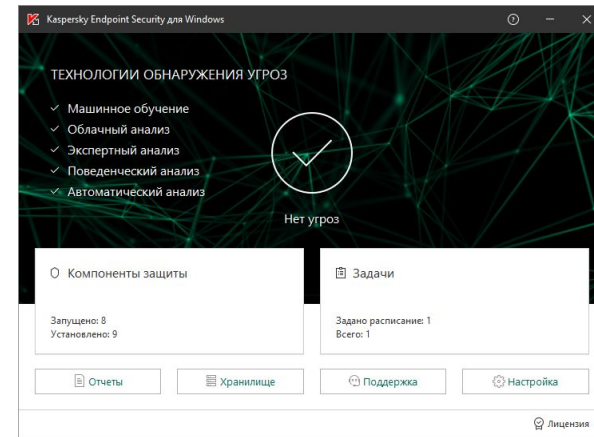 Kaspersky Endpoint Security для Windows
ТЕХНОЛОГИИ ОБНАРУЖЕНИЯ УГРОЗ
Машинное обучение
Облачный анализ
Экспертный анализ
Поведенческий анализ
Автоматический анализ
Нет угроз
Компоненты защиты
Запущено: 8
Установлено: 9
Задачи
Задано расписание: 1
Всего: 1
Отчеты
Хранилище
Поддержка
Настройка
Лицензия